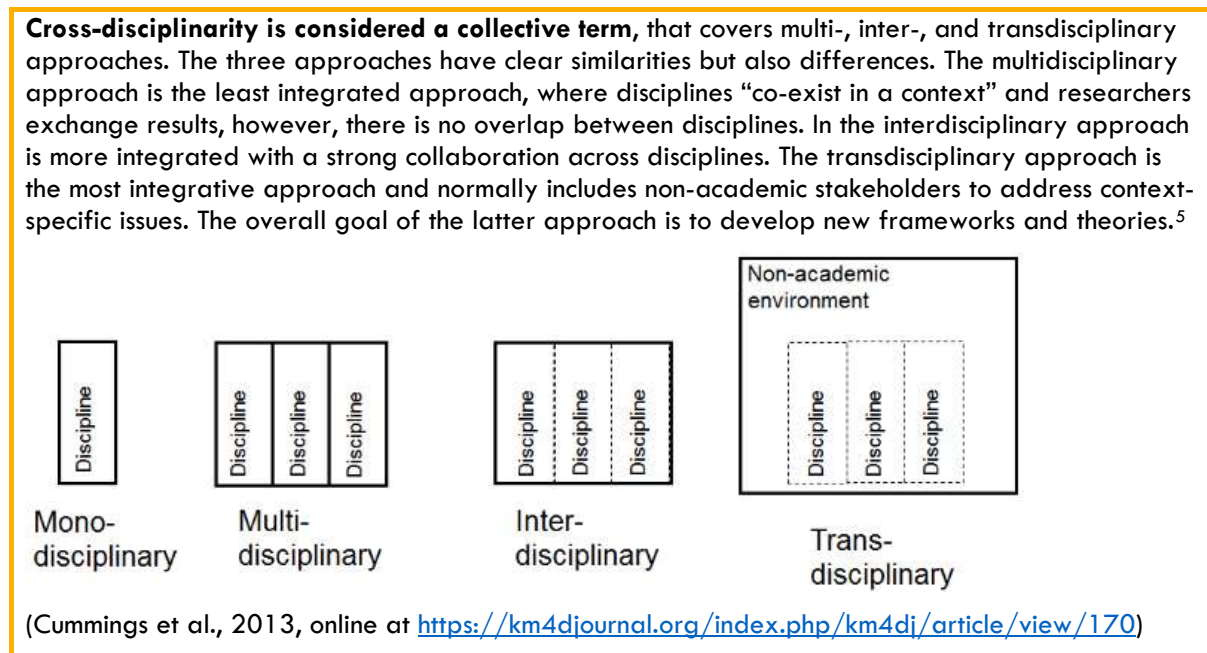 Cross-disciplinarity is considered a collective term, that covers multi-, inter-, and transdisciplinary
approaches. The three approaches have clear similarities but also differences. The multidisciplinary
approach is the least integrated approach, where disciplines “co-exist in a context” and researchers
exchange results, however, there is no overlap between disciplines. In the interdisciplinary approach
is more integrated with a strong collaboration across disciplines. The transdisciplinary approach is
the most integrative approach and normally includes non-academic stakeholders to address context-
specific issues. The overall goal of the latter approach is to develop new frameworks and theories.⁵
Discipline
Mono-
disciplinary
Discipline
Discipline
Discipline
Multi-
disciplinary
Discipline
Discipline
Discipline
Inter-
disciplinary
Non-academic
environment
Discipline
Discipline
Discipline
Trans-
disciplinary
(Cummings et al., 2013, online at https://km4djournal.org/index.php/km4dj/article/view/170)